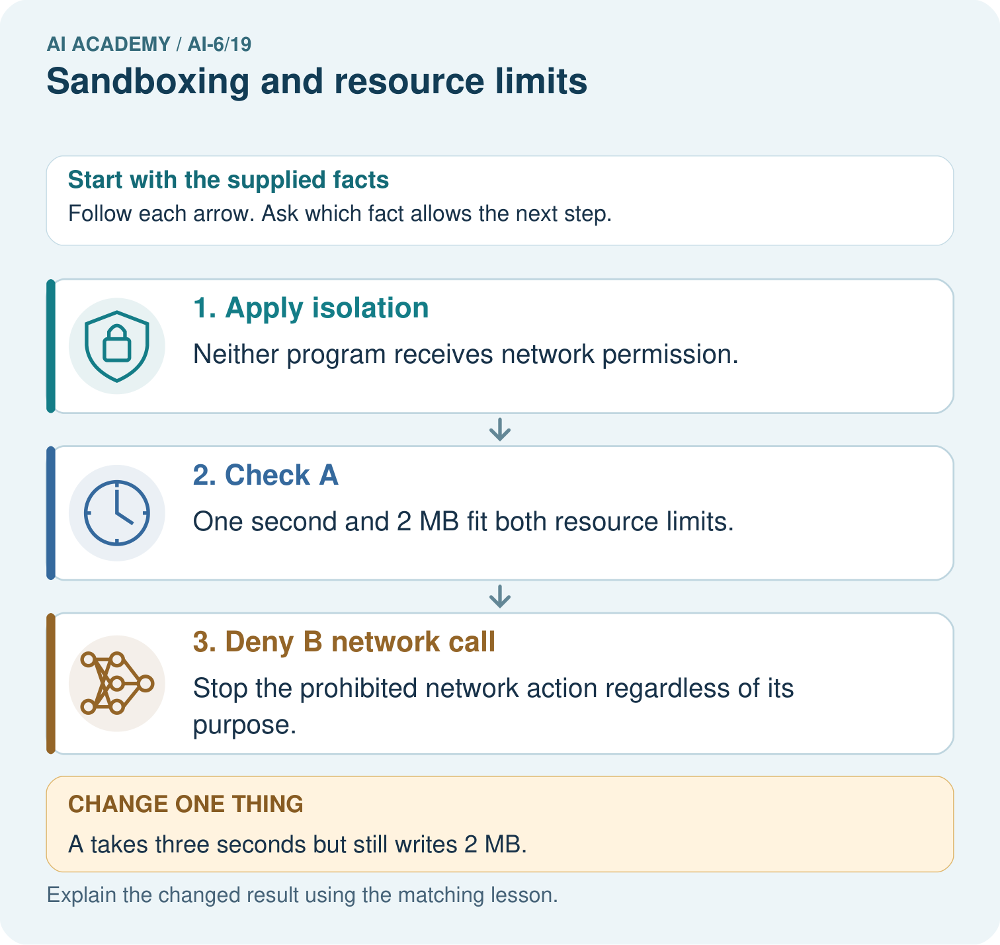 AI ACADEMY / AI-6/19
Sandboxing and resource limits
Start with the supplied facts
Follow each arrow. Ask which fact allows the next step.
1. Apply isolation
Neither program receives network permission.
2. Check A
One second and 2 MB fit both resource limits.
3. Deny B network call
Stop the prohibited network action regardless of its
purpose.
CHANGE ONE THING
A takes three seconds but still writes 2 MB.
Explain the changed result using the matching lesson.